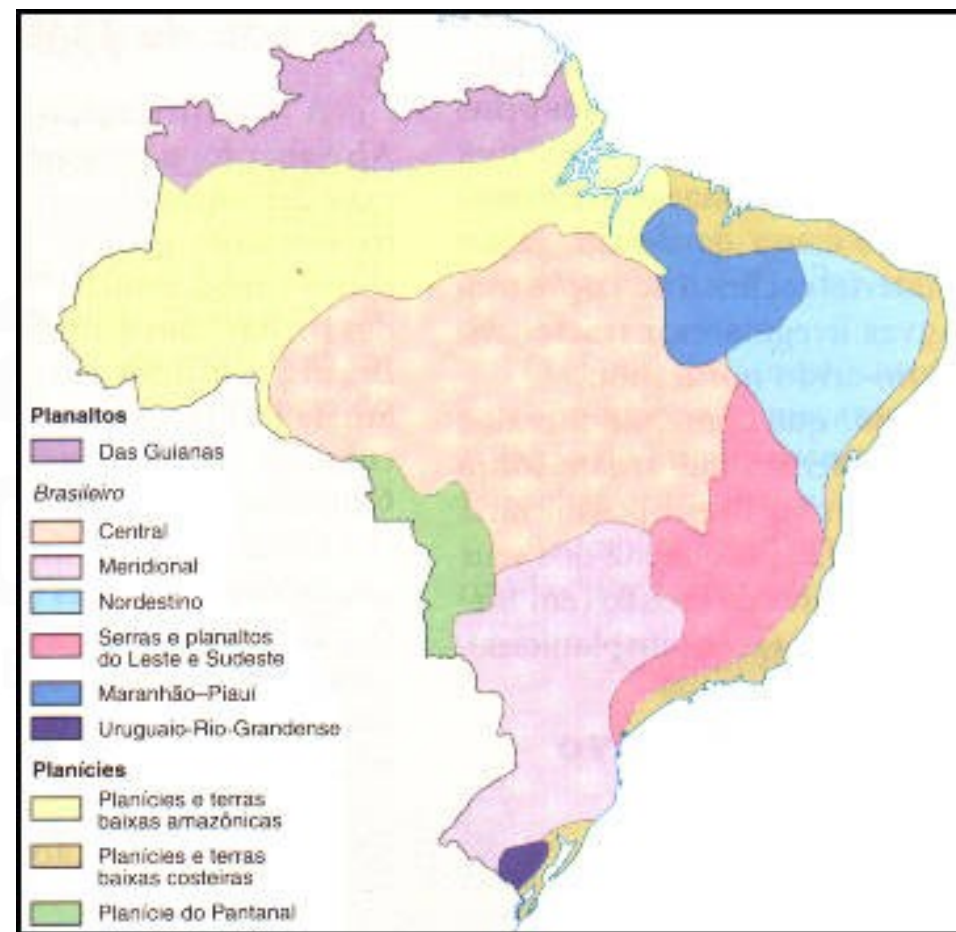 Planaltos
Das Guianas
Brasileiro
Central
Meridional
Nordestino
Serras e planaltos
do Leste e Sudeste
Maranhão–Piauí
Uruguaio-Rio-Grandense
Planícies
Planícies e terras
baixas amazônicas
Planícies e terras
baixas costeiras
Planície do Pantanal